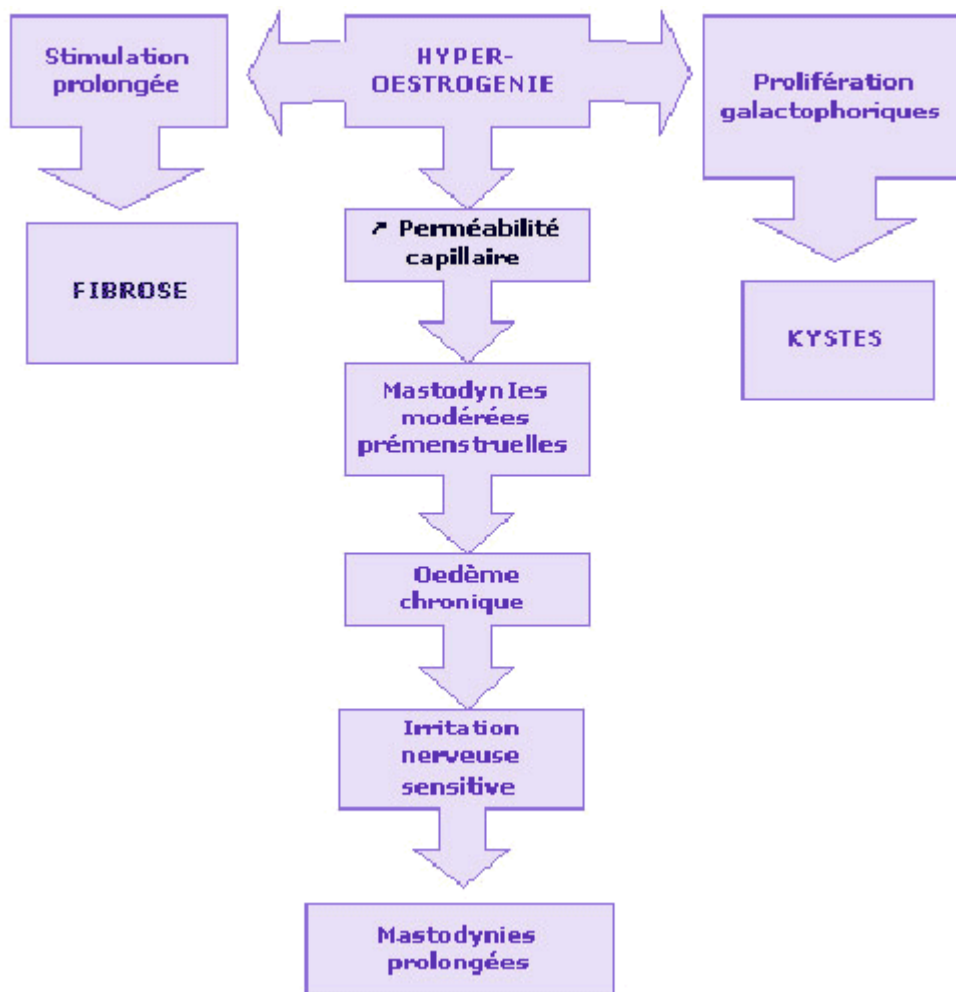 Stimulation
prolongée
HYPER-
OESTROGENIE
Prolifération
galactophoriques
FIBROSE
↗ Perméabilité
capillaire
KYSTES
MastodynIes
modérées
prémenstruelles
Oedème
chronique
Irritation
nerveuse
sensitive
Mastodynies
prolongées